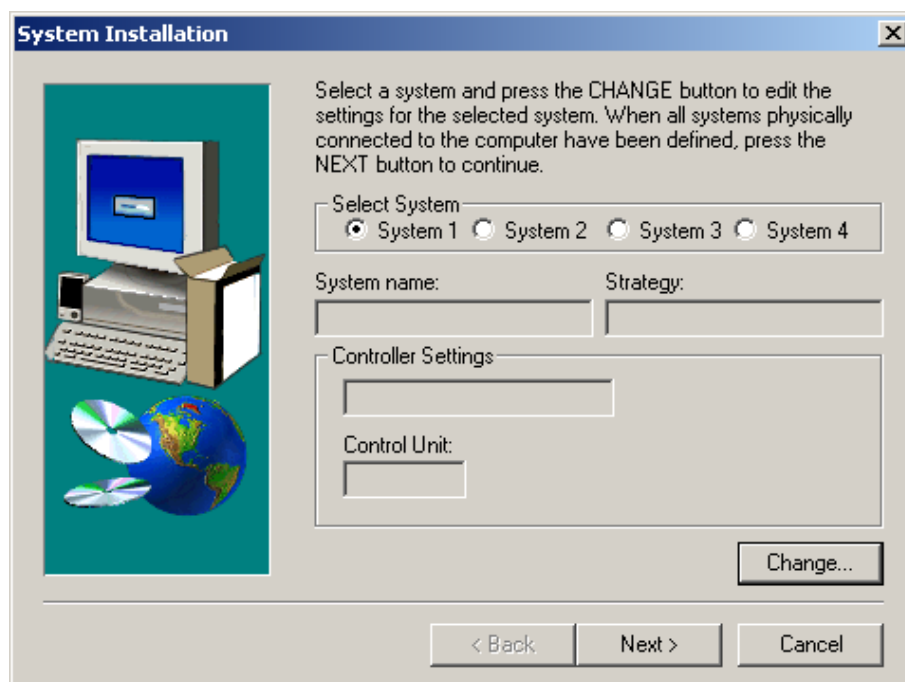 System Installation
Select a system and press the CHANGE button to edit the
settings for the selected system. When all systems physically
connected to the computer have been defined, press the
NEXT button to continue.
Select System
System 1 System 2 System 3 System 4
System name: Strategy:
Controller Settings
Control Unit:
Change...
< Back Next > Cancel